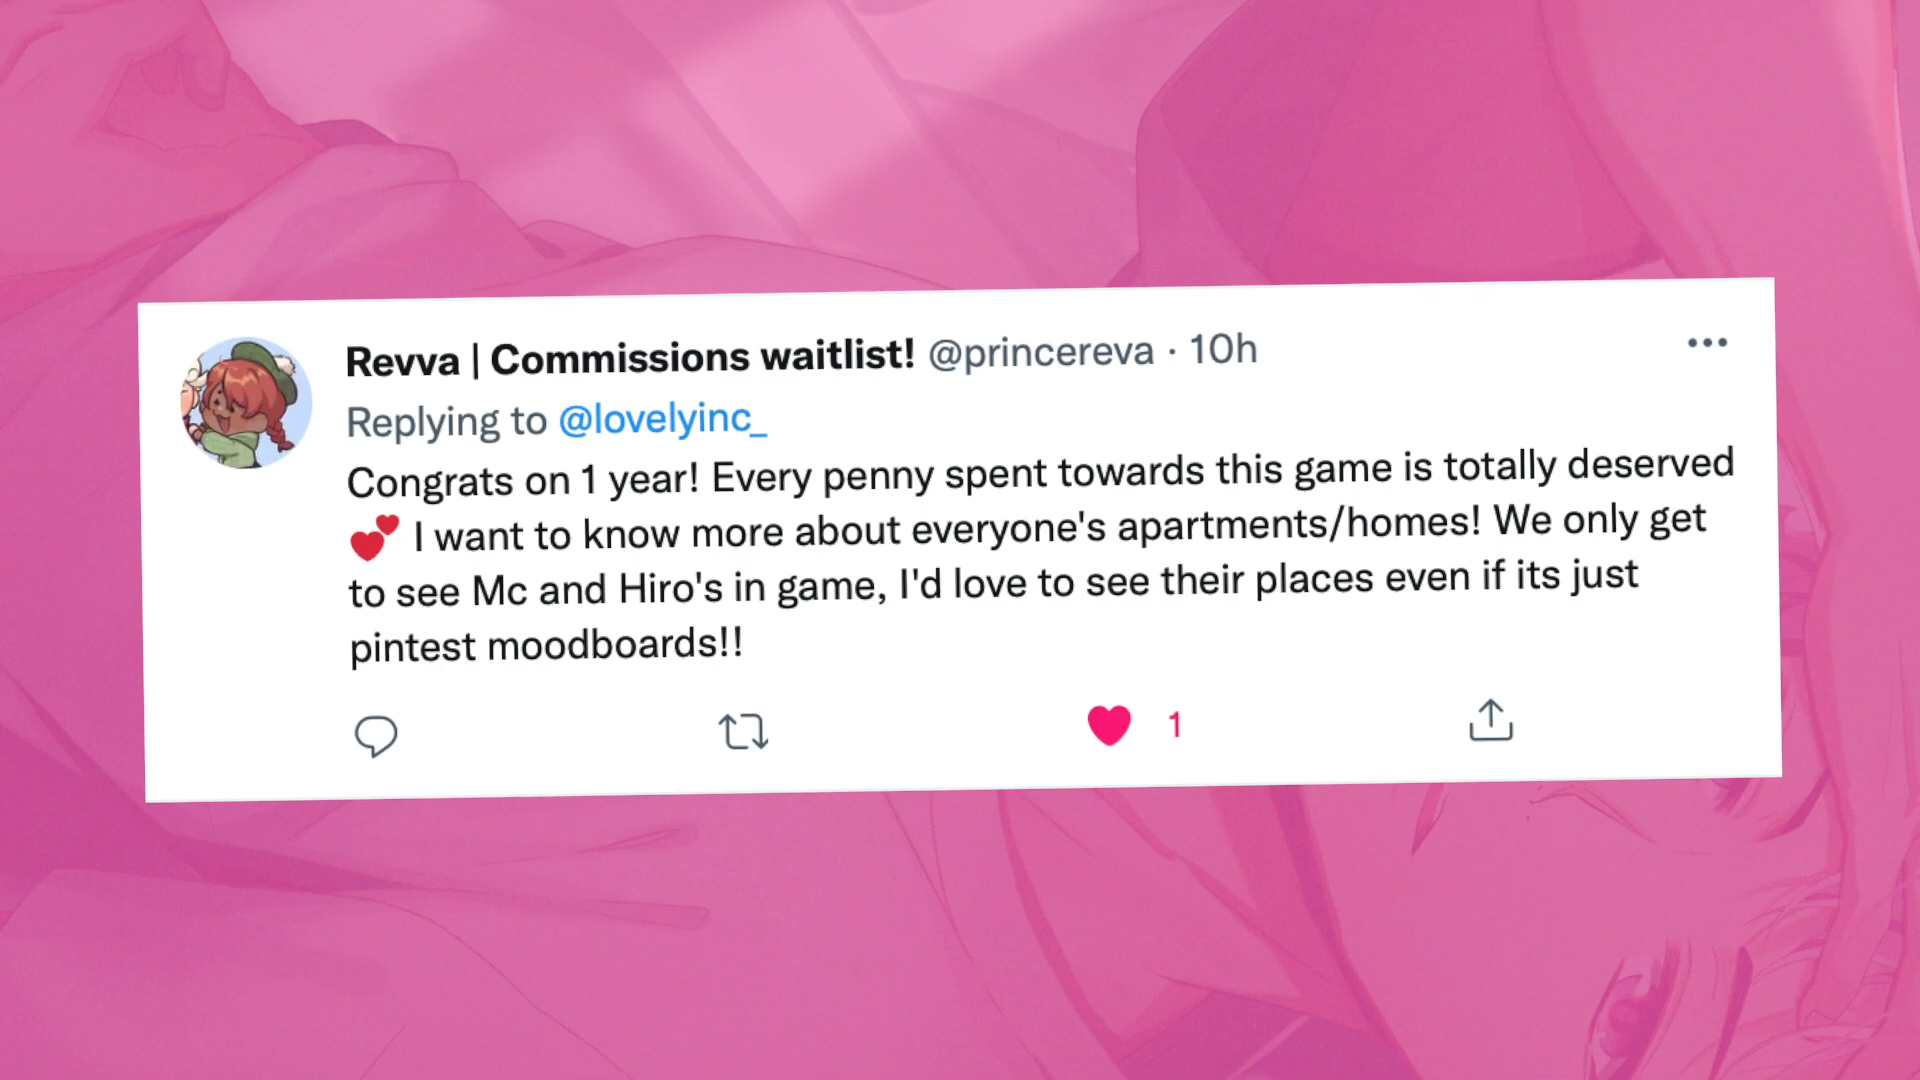 Revva | Commissions waitlist! @princereva · 10h
Replying to @lovelyinc_
Congrats on 1 year! Every penny spent towards this game is totally deserved
💕 I want to know more about everyone's apartments/homes! We only get
to see Mc and Hiro's in game, I'd love to see their places even if its just
pintest moodboards!!
1